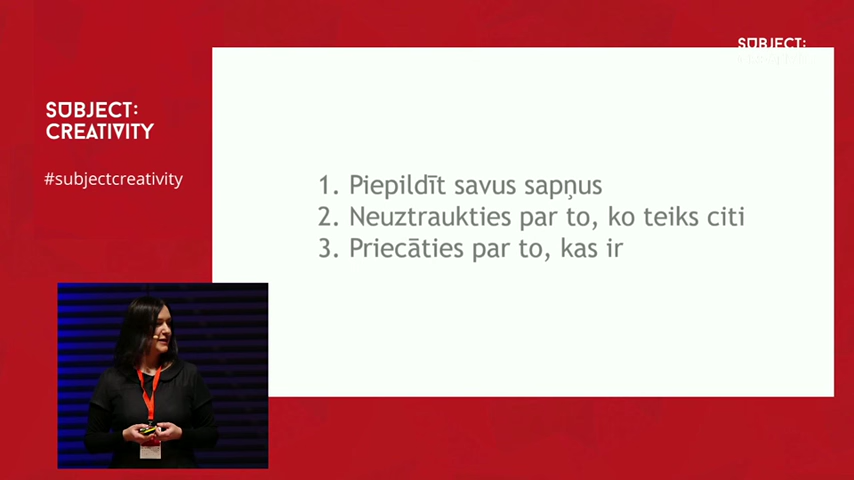 SUBJECT:
SUBJECT:
CREATIVITY
#subjectcreativity
1. Piepildīt savus sapņus
2. Neuztraukties par to, ko teiks citi
3. Priecāties par to, kas ir